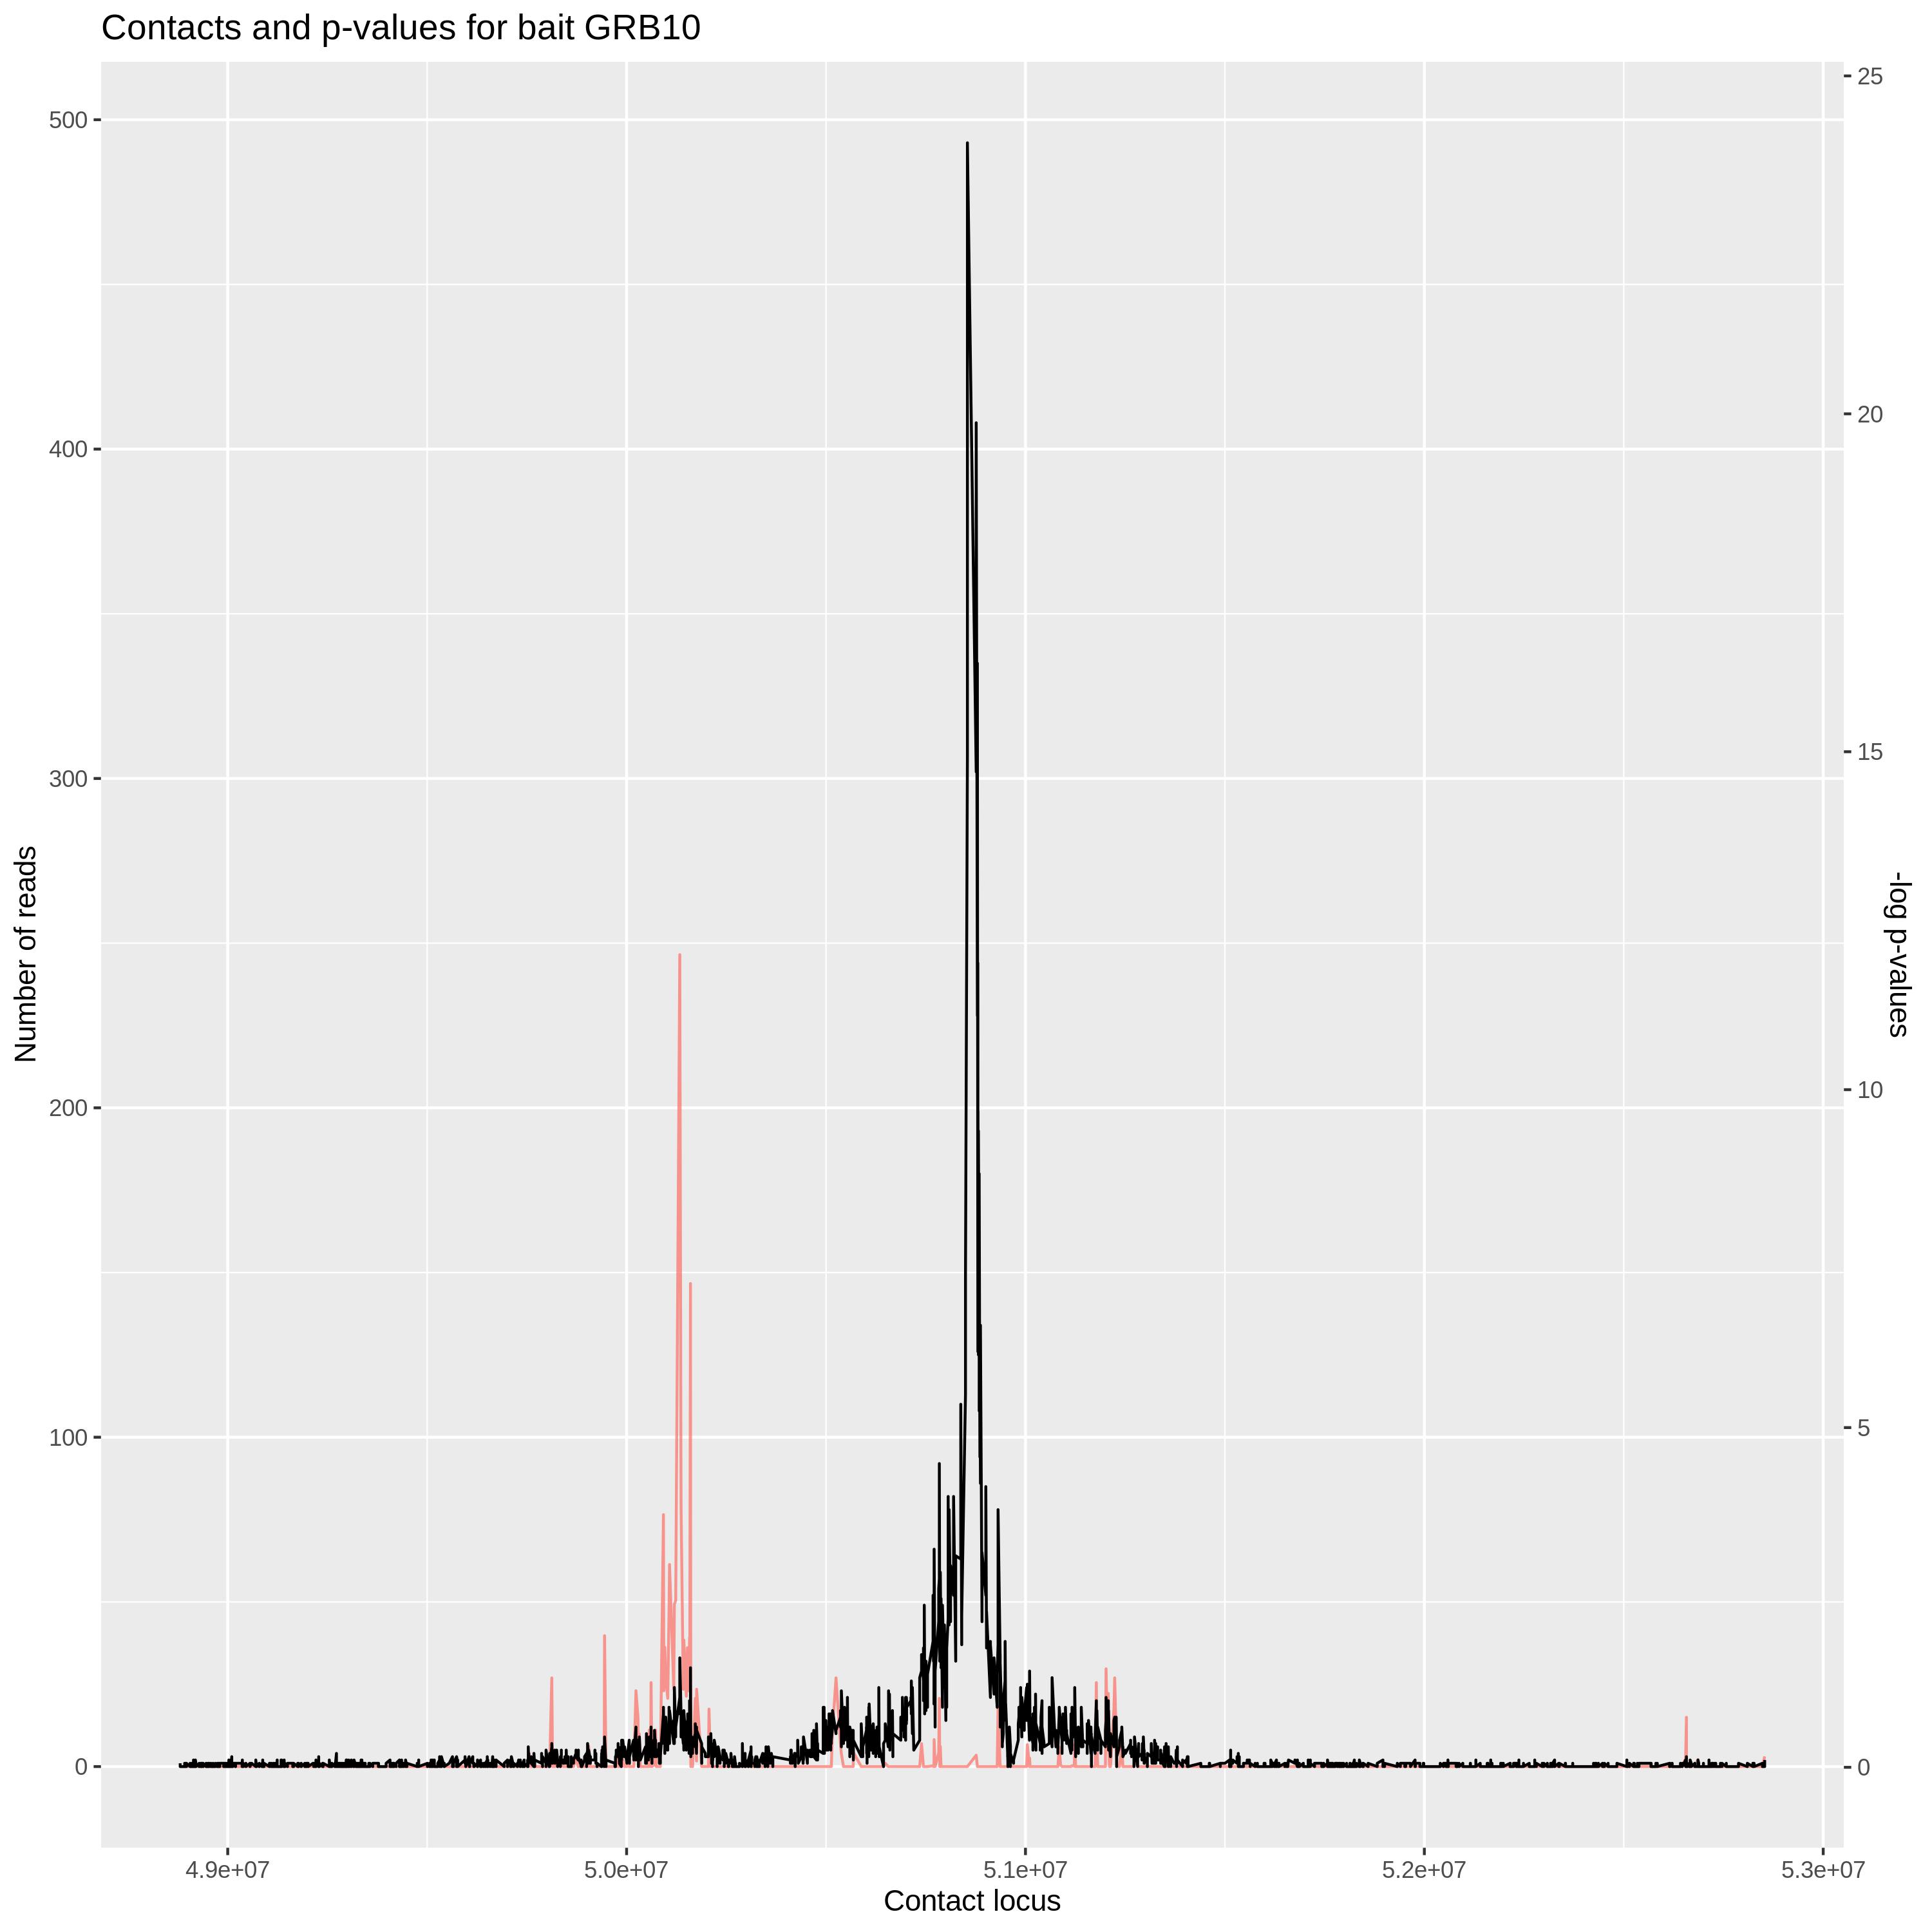 Contacts and p-values for bait GRB10
500
400
300
200
100
0
Number of reads
25
20
15
10
5
0
-log p-values
4.9e+07
5.0e+07
5.1e+07
5.2e+07
5.3e+07
Contact locus